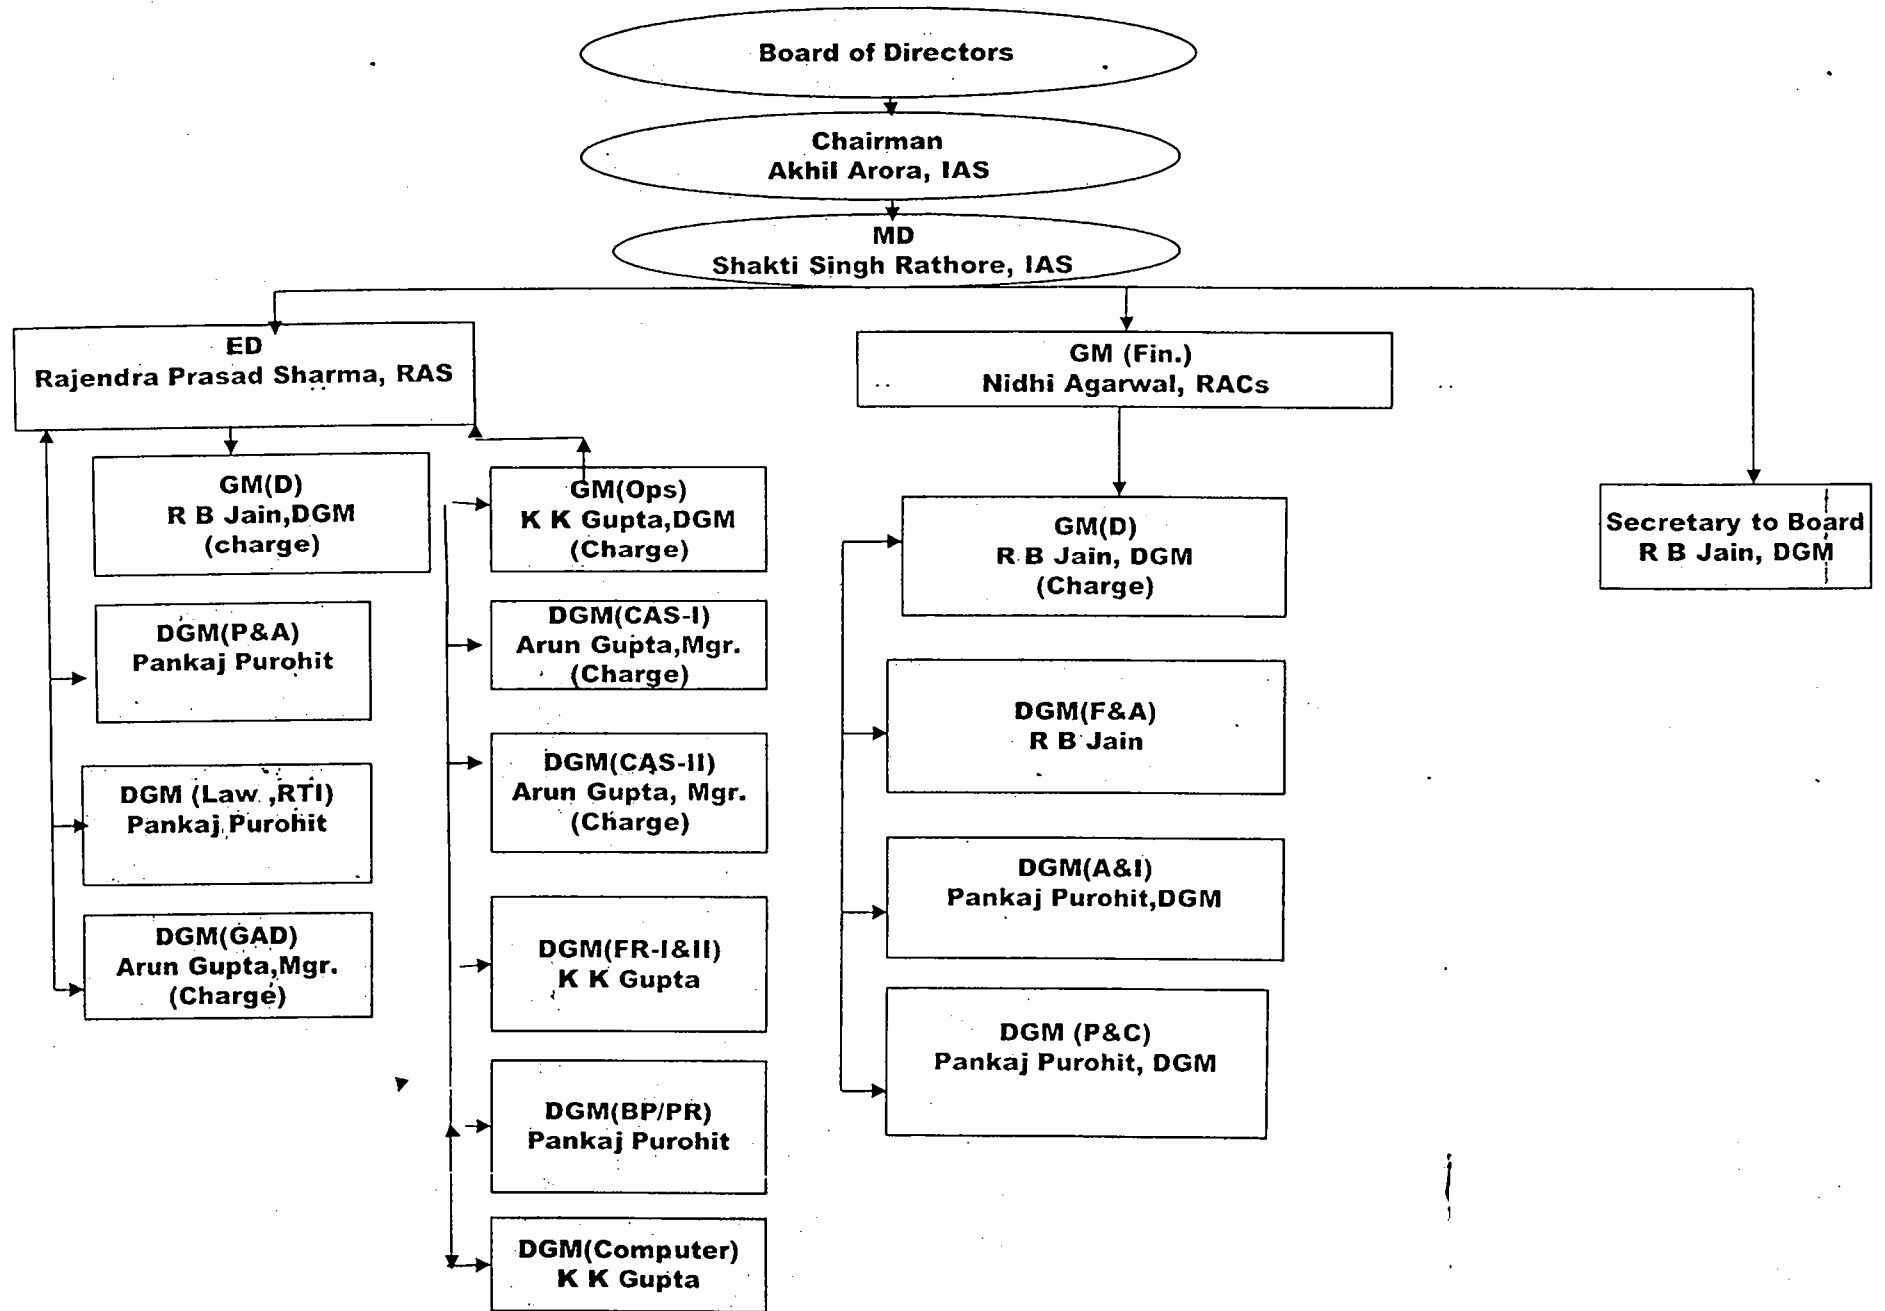 Board of Directors
Chairman
Akhil Arora, IAS
MD
Shakti Singh Rathore, IAS
ED
Rajendra Prasad Sharma, RAS
GM (Fin.)
Nidhi Agarwal, RACs
GM(D)
R B Jain,DGM
(charge)
GM(Ops)
K K Gupta,DGM
(Charge)
GM(D)
R B Jain, DGM
(Charge)
Secretary to Board
R B Jain, DGM
DGM(P&A)
Pankaj Purohit
DGM(CAS-I)
Arun Gupta,Mgr.
(Charge)
DGM(F&A)
R B Jain
DGM (Law ,RTI)
Pankaj Purohit
DGM(CAS-II)
Arun Gupta, Mgr.
(Charge)
DGM(A&I)
Pankaj Purohit,DGM
DGM(GAD)
Arun Gupta,Mgr.
(Charge)
DGM(FR-I&II)
K K Gupta
DGM (P&C)
Pankaj Purohit, DGM
DGM(BP/PR)
Pankaj Purohit
DGM(Computer)
K K Gupta